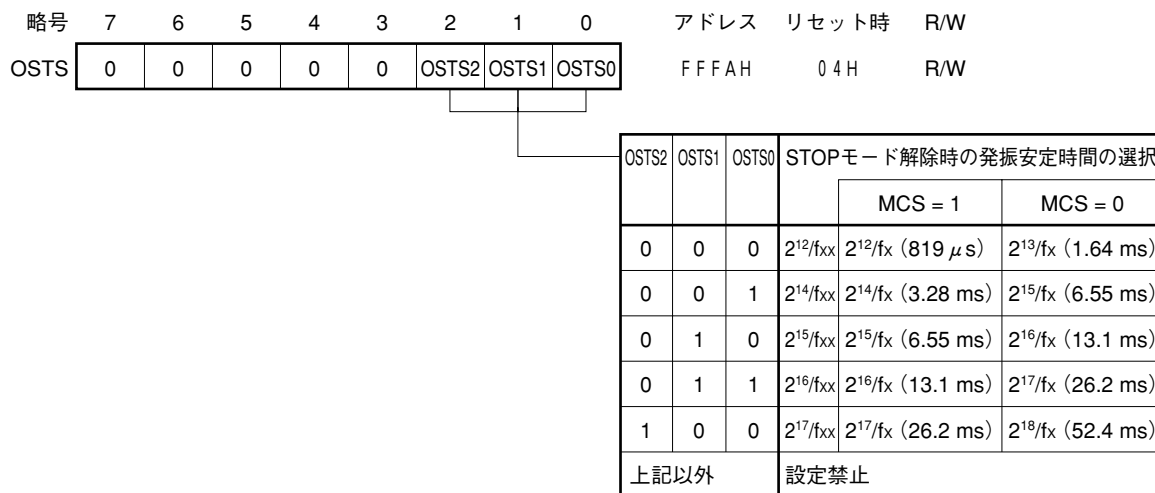 略号 7 6 5 4 3 2 1 0 アドレス リセット時 R/W
OSTS 0 0 0 0 0 OSTS2 OSTS1 OSTS0 FFFAH 04H R/W
OSTS2 OSTS1 OSTS0 STOPモード解除時の発振安定時間の選択
MCS = 1 MCS = 0
0 0 0 2¹²/fxx 2¹²/fx（819 μs） 2¹³/fx（1.64 ms）
0 0 1 2¹⁴/fxx 2¹⁴/fx（3.28 ms） 2¹⁵/fx（6.55 ms）
0 1 0 2¹⁵/fxx 2¹⁵/fx（6.55 ms） 2¹⁶/fx（13.1 ms）
0 1 1 2¹⁶/fxx 2¹⁶/fx（13.1 ms） 2¹⁷/fx（26.2 ms）
1 0 0 2¹⁷/fxx 2¹⁷/fx（26.2 ms） 2¹⁸/fx（52.4 ms）
上記以外 設定禁止